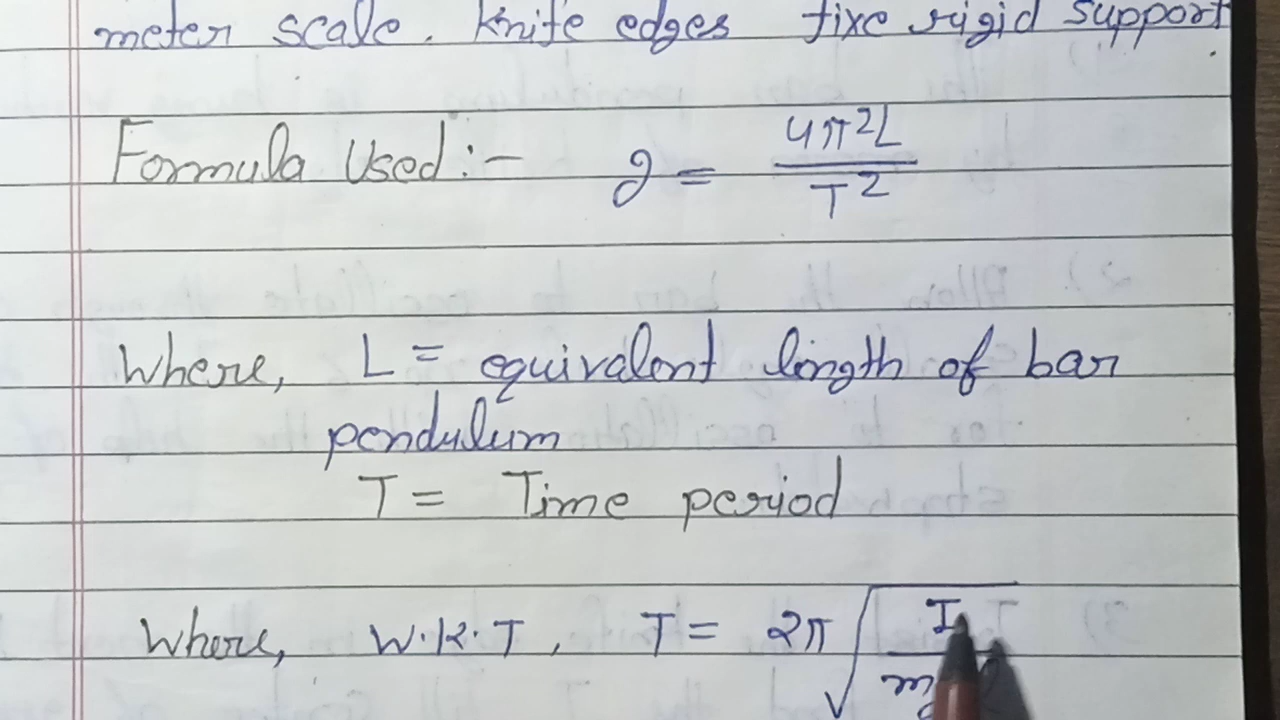 meter scale. Knife edges fixe rigid support
Formula Used:- g = 4π²L / T²
Where, L = equivalent length of bar
pendulum
T = Time period
Where, W.K.T, T = 2π √ I / m